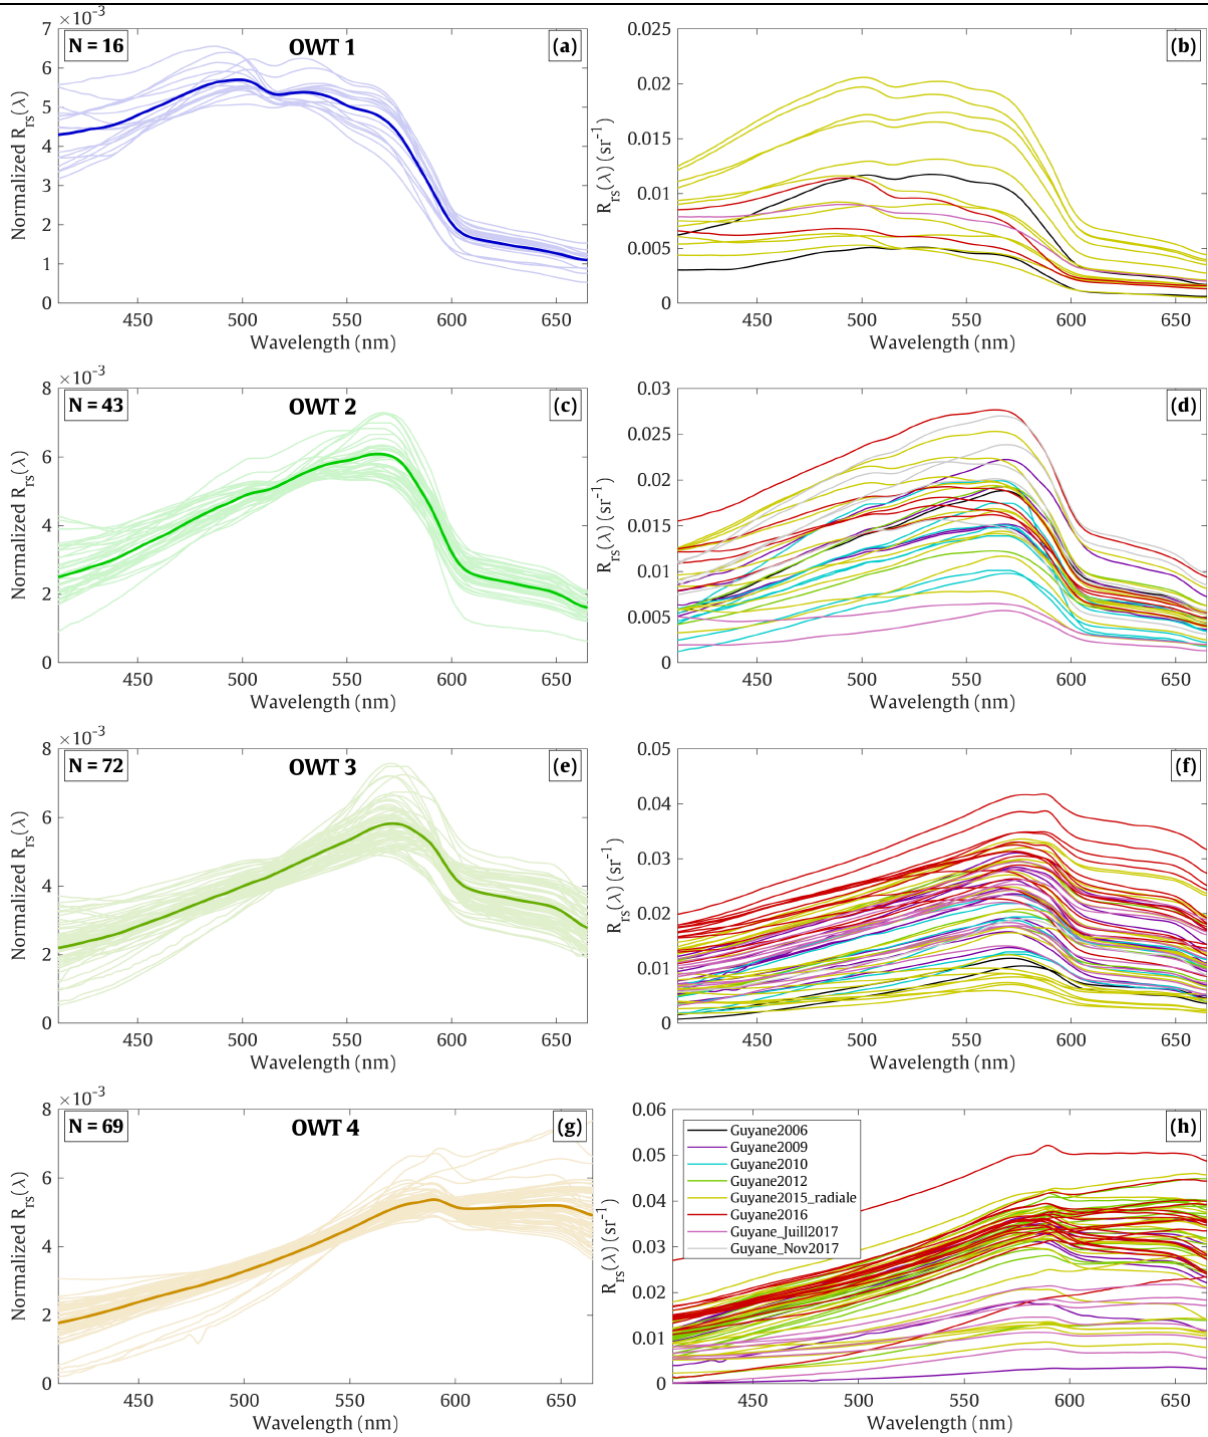 ×10⁻³
7
6
5
4
3
2
1
0
N = 16
OWT 1
(a)
Normalized Rrs(λ)
450 500 550 600 650
Wavelength (nm)
0.025
0.02
0.015
0.01
0.005
0
(b)
Rrs(λ) (sr⁻¹)
450 500 550 600 650
Wavelength (nm)
×10⁻³
8
6
4
2
0
N = 43
OWT 2
(c)
Normalized Rrs(λ)
450 500 550 600 650
Wavelength (nm)
0.03
0.025
0.02
0.015
0.01
0.005
0
(d)
Rrs(λ) (sr⁻¹)
450 500 550 600 650
Wavelength (nm)
×10⁻³
8
6
4
2
0
N = 72
OWT 3
(e)
Normalized Rrs(λ)
450 500 550 600 650
Wavelength (nm)
0.05
0.04
0.03
0.02
0.01
0
(f)
Rrs(λ) (sr⁻¹)
450 500 550 600 650
Wavelength (nm)
×10⁻³
8
6
4
2
0
N = 69
OWT 4
(g)
Normalized Rrs(λ)
450 500 550 600 650
Wavelength (nm)
0.06
0.05
0.04
0.03
0.02
0.01
0
(h)
Rrs(λ) (sr⁻¹)
Guyane2006
Guyane2009
Guyane2010
Guyane2012
Guyane2015_radiale
Guyane2016
Guyane_Juill2017
Guyane_Nov2017
450 500 550 600 650
Wavelength (nm)